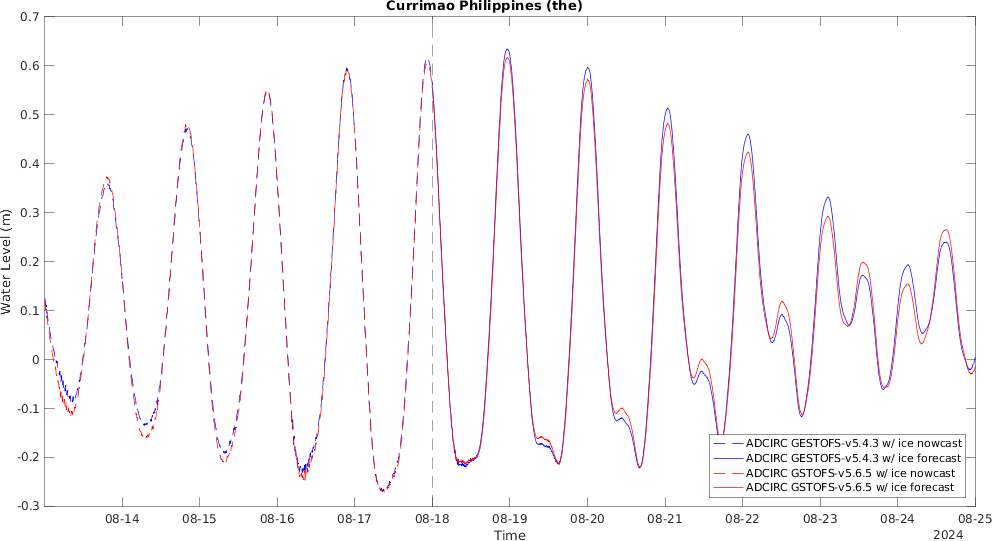 Currimao Philippines (the)
0.7
0.6
0.5
0.4
0.3
0.2
0.1
0
-0.1
-0.2
-0.3
Water Level (m)
08-14 08-15 08-16 08-17 08-18 08-19 08-20 08-21 08-22 08-23 08-24 08-25
Time
2024
ADCIRC GESTOFS-v5.4.3 w/ ice nowcast
ADCIRC GESTOFS-v5.4.3 w/ ice forecast
ADCIRC GSTOFS-v5.6.5 w/ ice nowcast
ADCIRC GSTOFS-v5.6.5 w/ ice forecast